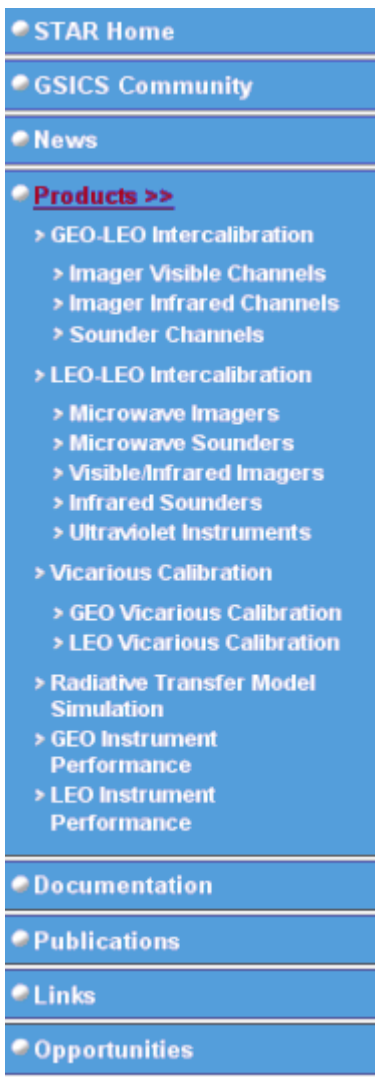 STAR Home
GSICS Community
News
Products >>
> GEO-LEO Intercalibration
> Imager Visible Channels
> Imager Infrared Channels
> Sounder Channels
> LEO-LEO Intercalibration
> Microwave Imagers
> Microwave Sounders
> Visible/Infrared Imagers
> Infrared Sounders
> Ultraviolet Instruments
> Vicarious Calibration
> GEO Vicarious Calibration
> LEO Vicarious Calibration
> Radiative Transfer Model
Simulation
> GEO Instrument
Performance
> LEO Instrument
Performance
Documentation
Publications
Links
Opportunities